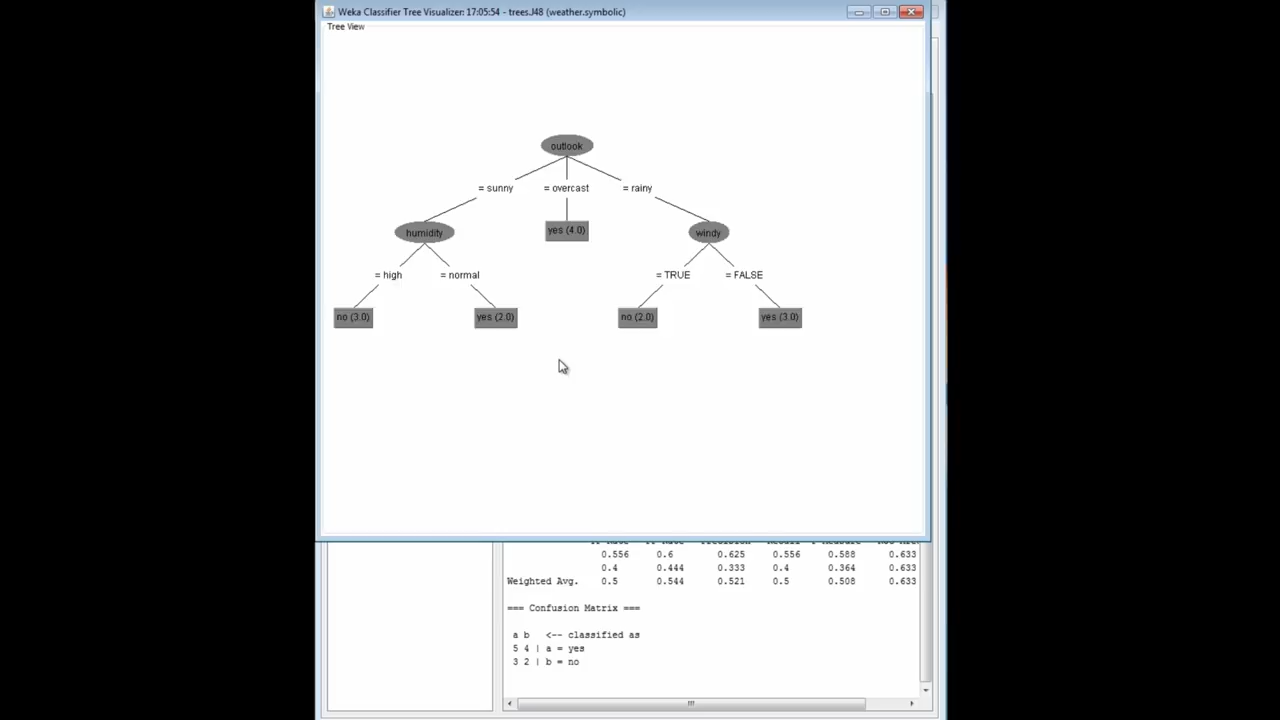 Weka Classifier Tree Visualizer: 17:05:54 - trees.J48 (weather.symbolic)
Tree View
outlook
= sunny = overcast = rainy
humidity yes (4.0) windy
= high = normal = TRUE = FALSE
no (3.0) yes (2.0) no (2.0) yes (3.0)
0.556 0.6 0.625 0.556 0.588 0.633
0.4 0.444 0.333 0.4 0.364 0.633
Weighted Avg. 0.5 0.544 0.521 0.5 0.508 0.633
=== Confusion Matrix ===
a b <-- classified as
5 4 | a = yes
3 2 | b = no